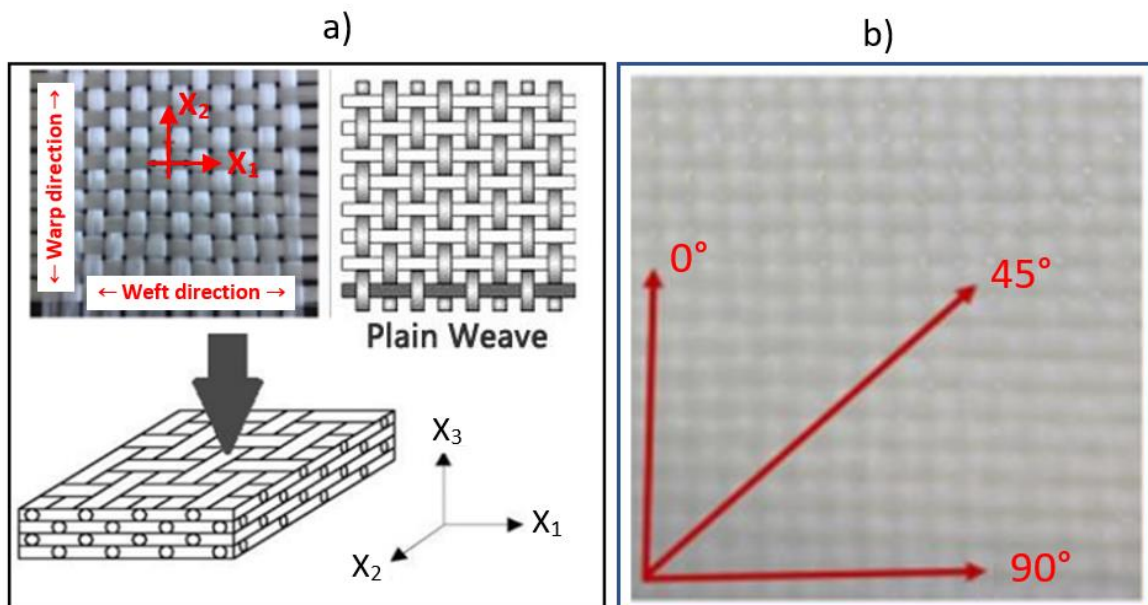 a)
b)
← Warp direction →
X₂
X₁
← Weft direction →
Plain Weave
X₃
X₁
X₂
0°
45°
90°